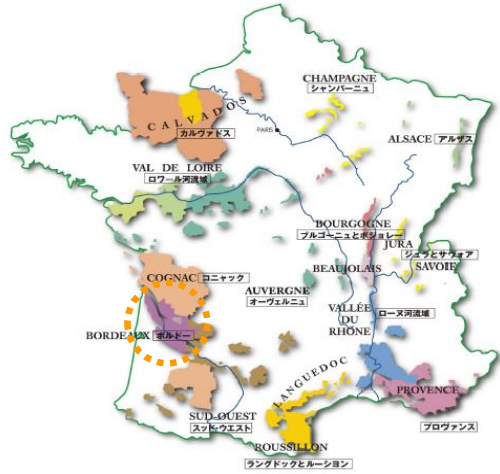 CHAMPAGNE
シャンパーニュ
CALVADOS
カルヴァドス
PARIS
ALSACE アルザス
VAL DE LOIRE
ロワール河流域
BOURGOGNE
ブルゴーニュとボジョレー
JURA
ジュラとサヴォア
SAVOIE
BEAUJOLAIS
COGNAC コニャック
AUVERGNE
オーヴェルニュ
VALLÉE
DU
RHÔNE
ローヌ河流域
BORDEAUX ボルドー
LANGUEDOC
PROVENCE
プロヴァンス
SUD-OUEST
スッド・ウエスト
ROUSSILLON
ラングドックとルーション